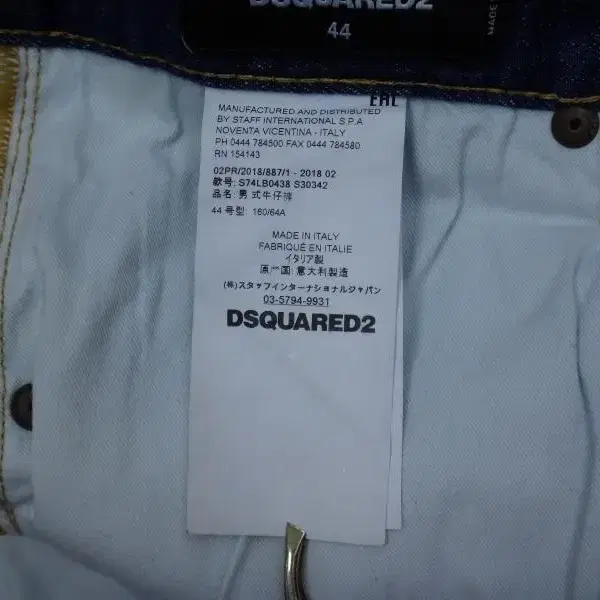 DSQUARED2
44
MADE
EAC
MANUFACTURED AND DISTRIBUTED
BY STAFF INTERNATIONAL S.P.A
NOVENTA VICENTINA - ITALY
PH 0444 784500 FAX 0444 784580
RN 154143
02PR/2018/887/1 - 2018 02
款号: S74LB0438 S30342
品名: 男 式牛仔裤
44 号型: 160/64A
MADE IN ITALY
FABRIQUÉ EN ITALIE
イタリア製
原产国: 意大利製造
(株)スタッフインターナショナルジャパン
03-5794-9931
DSQUARED2